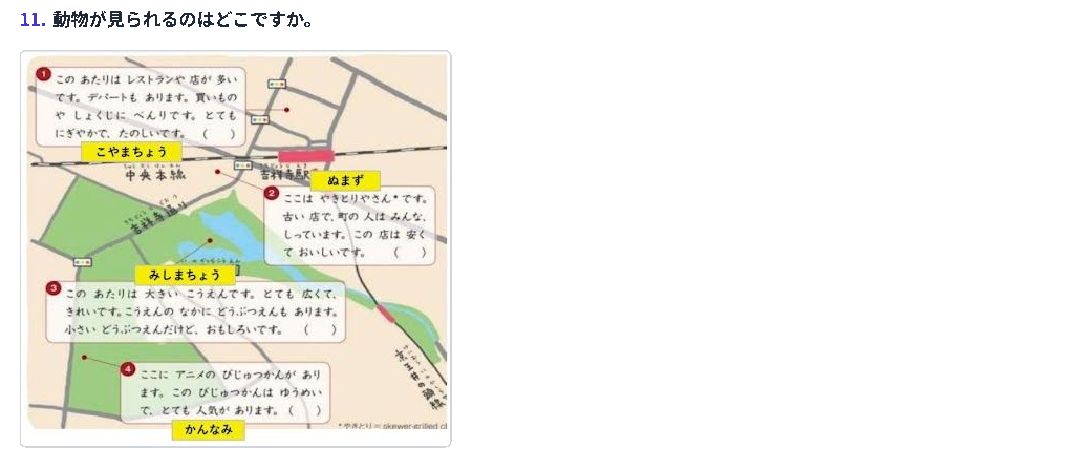 11. 動物が見られるのはどこですか。
1
この あたりは レストランや 店が 多い
です。デパートも あります。買いもの
や しょくじに べんりです。とても
にぎやかで、たのしいです。（　　）
こやまちょう
中央本線
吉祥寺駅
ぬまず
2
ここは やきとりやさん*です。
古い 店で、町の 人は みんな、
しっています。この 店は 安く
て おいしいです。（　　）
吉祥寺通り
みしまちょう
3
この あたりは 大きい こうえんです。とても 広くて、
きれいです。こうえんの なかに どうぶつえんも あります。
小さい どうぶつえんだけど、おもしろいです。（　　）
4
ここに アニメの びじゅつかんが あり
ます。この びじゅつかんは ゆうめい
で、とても 人気が あります。（　　）
かんなみ
*やきとり＝skewer-grilled